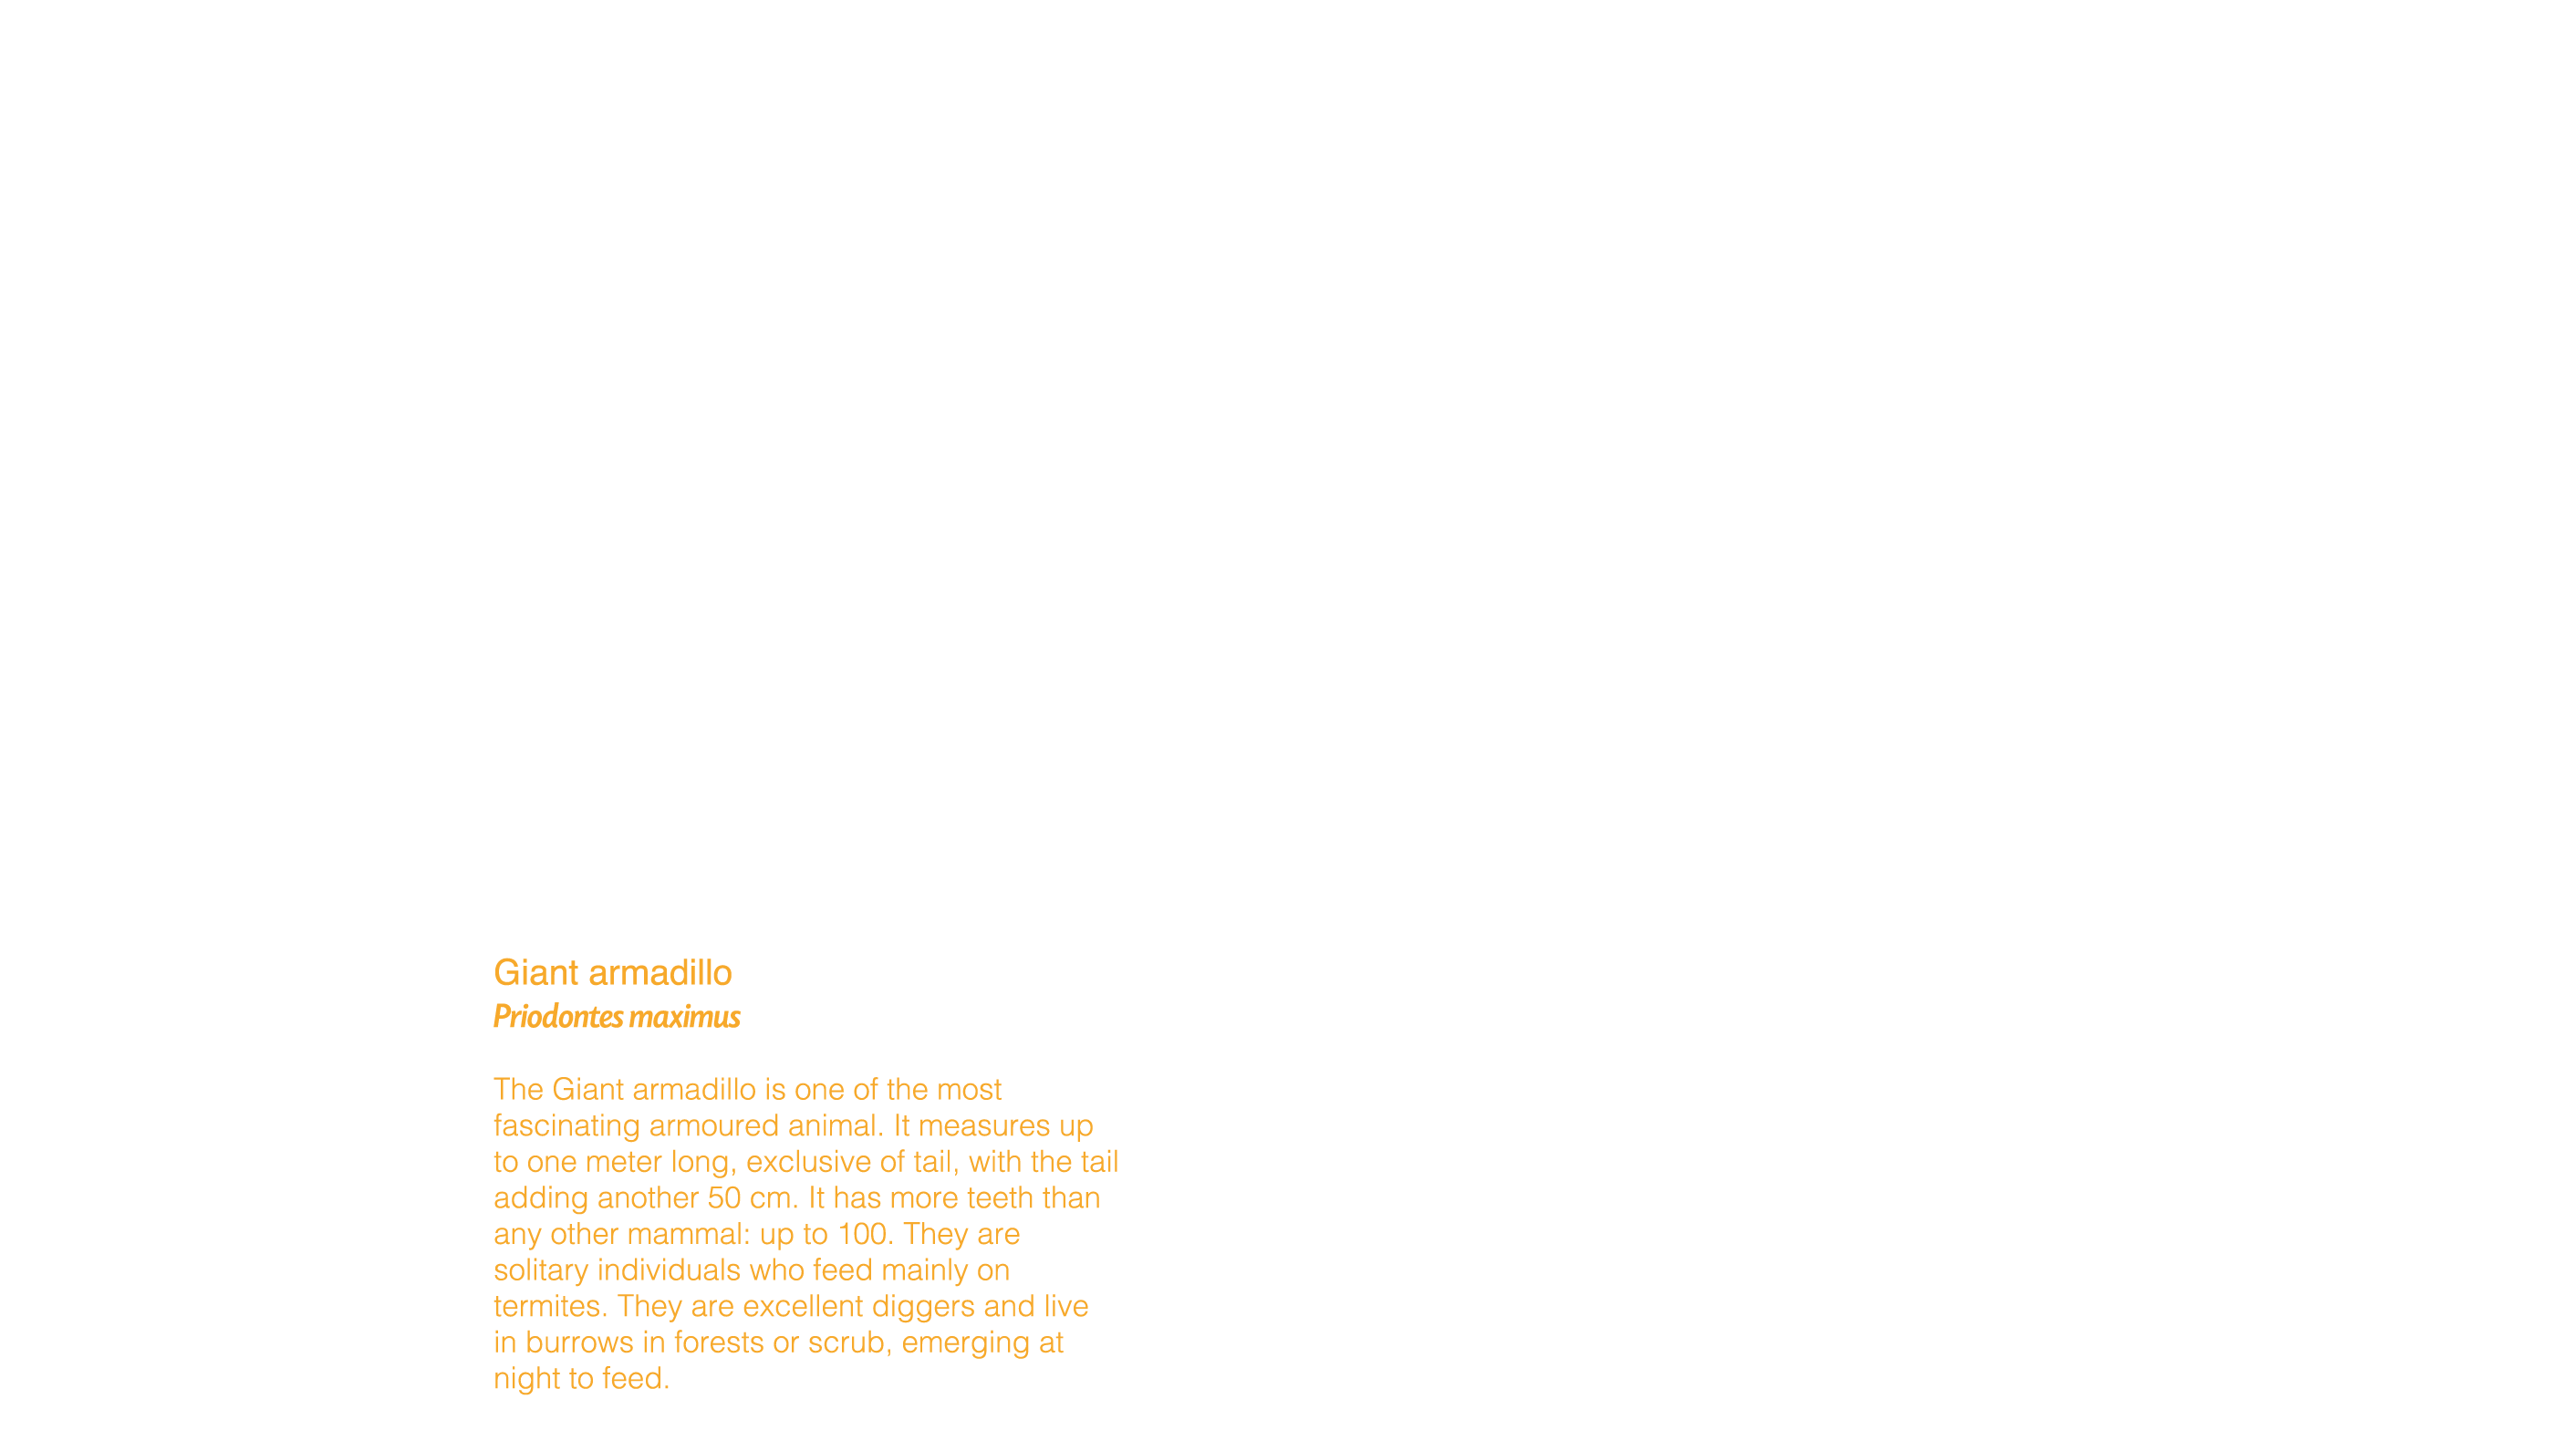 Giant armadillo
Priodontes maximus
The Giant armadillo is one of the most
fascinating armoured animal. It measures up
to one meter long, exclusive of tail, with the tail
adding another 50 cm. It has more teeth than
any other mammal: up to 100. They are
solitary individuals who feed mainly on
termites. They are excellent diggers and live
in burrows in forests or scrub, emerging at
night to feed.